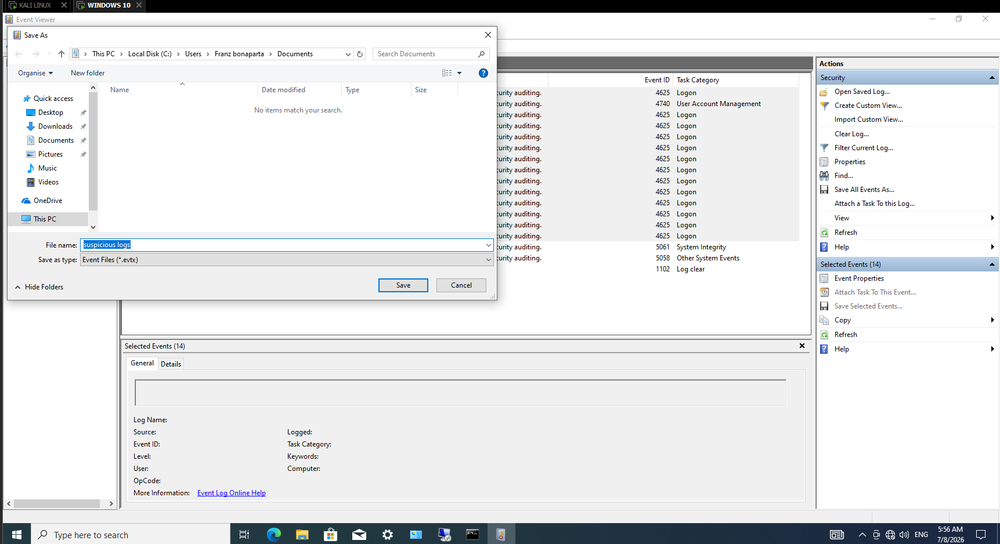 KALI LINUX
WINDOWS 10
Event Viewer
Save As
This PC
Local Disk (C:)
Users
Franz bonaparta
Documents
Search Documents
Organise
New folder
Name
Date modified
Type
Size
No items match your search.
Quick access
Desktop
Downloads
Documents
Pictures
Music
Videos
OneDrive
This PC
File name:
suspicious logs
Save as type:
Event Files (*.evtx)
Hide Folders
Save
Cancel
Event ID Task Category
curity auditing. 4625 Logon
curity auditing. 4740 User Account Management
curity auditing. 4625 Logon
curity auditing. 4625 Logon
curity auditing. 4625 Logon
curity auditing. 4625 Logon
curity auditing. 4625 Logon
curity auditing. 4625 Logon
curity auditing. 4625 Logon
curity auditing. 4625 Logon
curity auditing. 4625 Logon
curity auditing. 4625 Logon
curity auditing. 4625 Logon
curity auditing. 4625 Logon
curity auditing. 5061 System Integrity
curity auditing. 5058 Other System Events
1102 Log clear
Selected Events (14)
General
Details
Log Name:
Source:
Logged:
Event ID:
Task Category:
Level:
Keywords:
User:
Computer:
OpCode:
More Information:
Event Log Online Help
Actions
Security
Open Saved Log...
Create Custom View...
Import Custom View...
Clear Log...
Filter Current Log...
Properties
Find...
Save All Events As...
Attach a Task To this Log...
View
Refresh
Help
Selected Events (14)
Event Properties
Attach Task To This Event...
Save Selected Events...
Copy
Refresh
Help
Type here to search
ENG
5:56 AM
7/8/2026